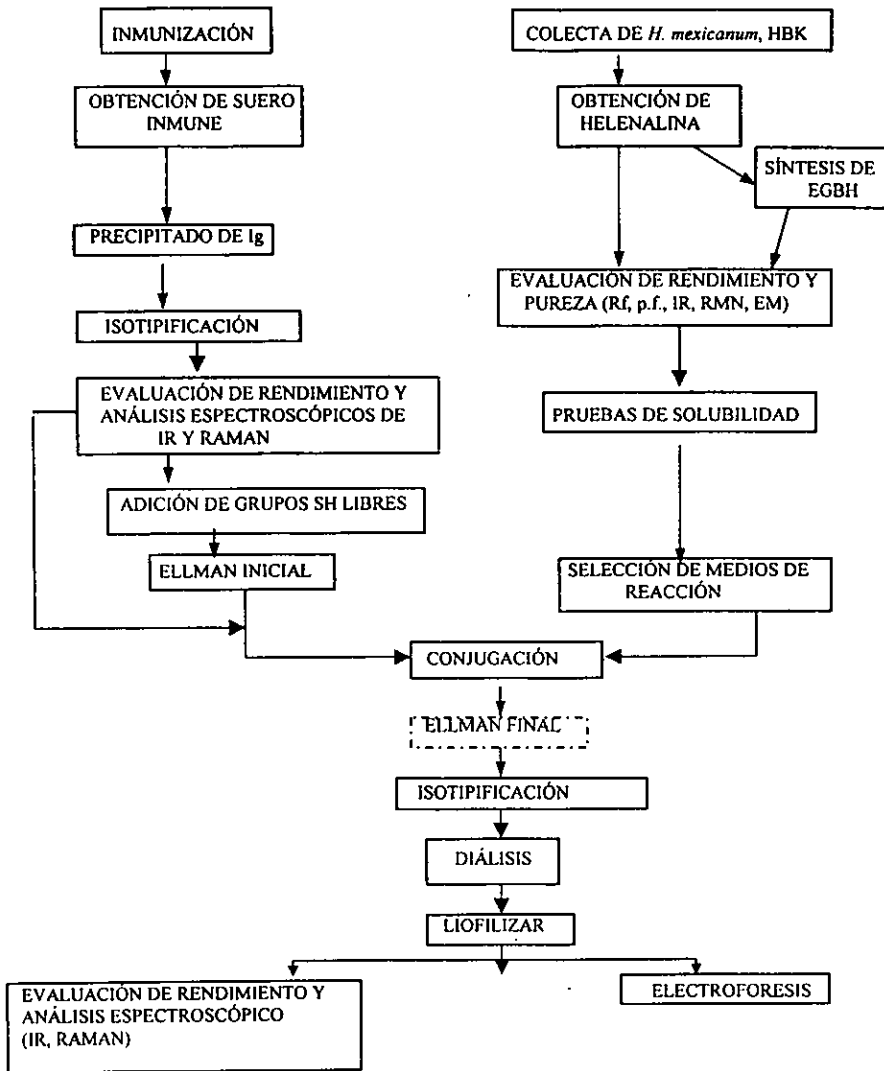 INMUNIZACIÓN
OBTENCIÓN DE SUERO
INMUNE
PRECIPITADO DE Ig
ISOTIPIFICACIÓN
EVALUACIÓN DE RENDIMIENTO Y
ANÁLISIS ESPECTROSCÓPICOS DE
IR Y RAMAN
ADICIÓN DE GRUPOS SH LIBRES
ELLMAN INICIAL
COLECTA DE H. mexicanum, HBK
OBTENCIÓN DE
HELENALINA
SÍNTESIS DE
EGBH
EVALUACIÓN DE RENDIMIENTO Y
PUREZA (Rf, p.f., IR, RMN, EM)
PRUEBAS DE SOLUBILIDAD
SELECCIÓN DE MEDIOS DE
REACCIÓN
CONJUGACIÓN
ELLMAN FINAL
ISOTIPIFICACIÓN
DIÁLISIS
LIOFILIZAR
EVALUACIÓN DE RENDIMIENTO Y
ANÁLISIS ESPECTROSCÓPICO
(IR, RAMAN)
ELECTROFORESIS